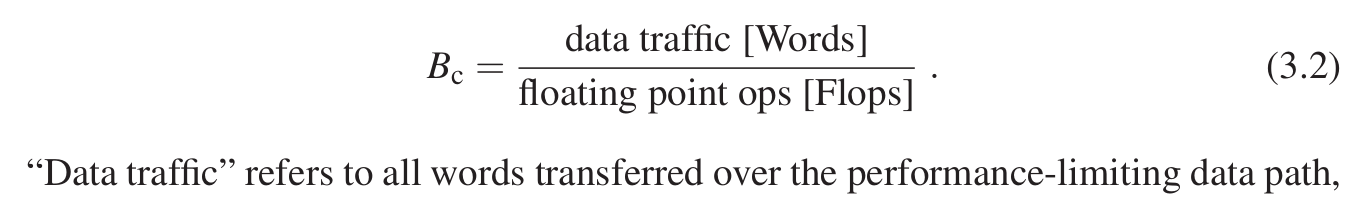 B_c = data traffic [Words] / floating point ops [Flops] . (3.2)
“Data traffic” refers to all words transferred over the performance-limiting data path,